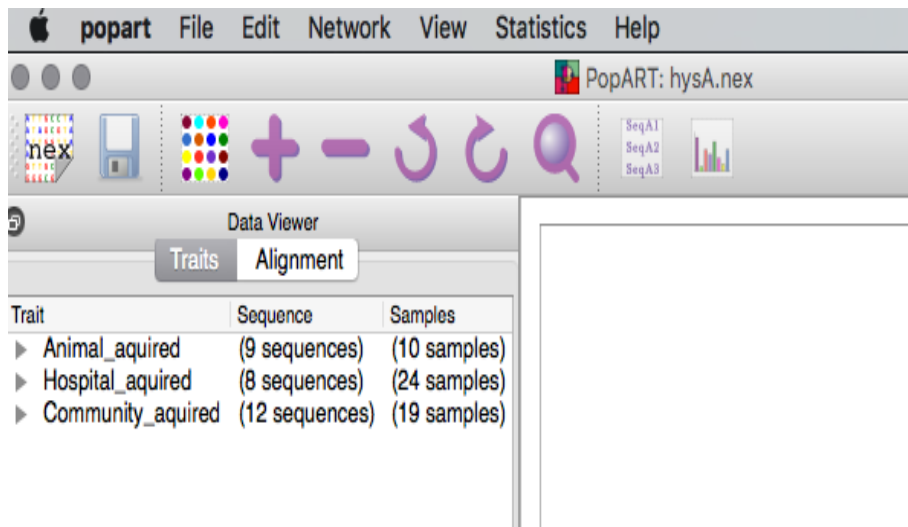 popart File Edit Network View Statistics Help
PopART: hysA.nex
nex
SeqA1
SeqA2
SeqA3
Data Viewer
Traits Alignment
Trait Sequence Samples
Animal_aquired (9 sequences) (10 samples)
Hospital_aquired (8 sequences) (24 samples)
Community_aquired (12 sequences) (19 samples)